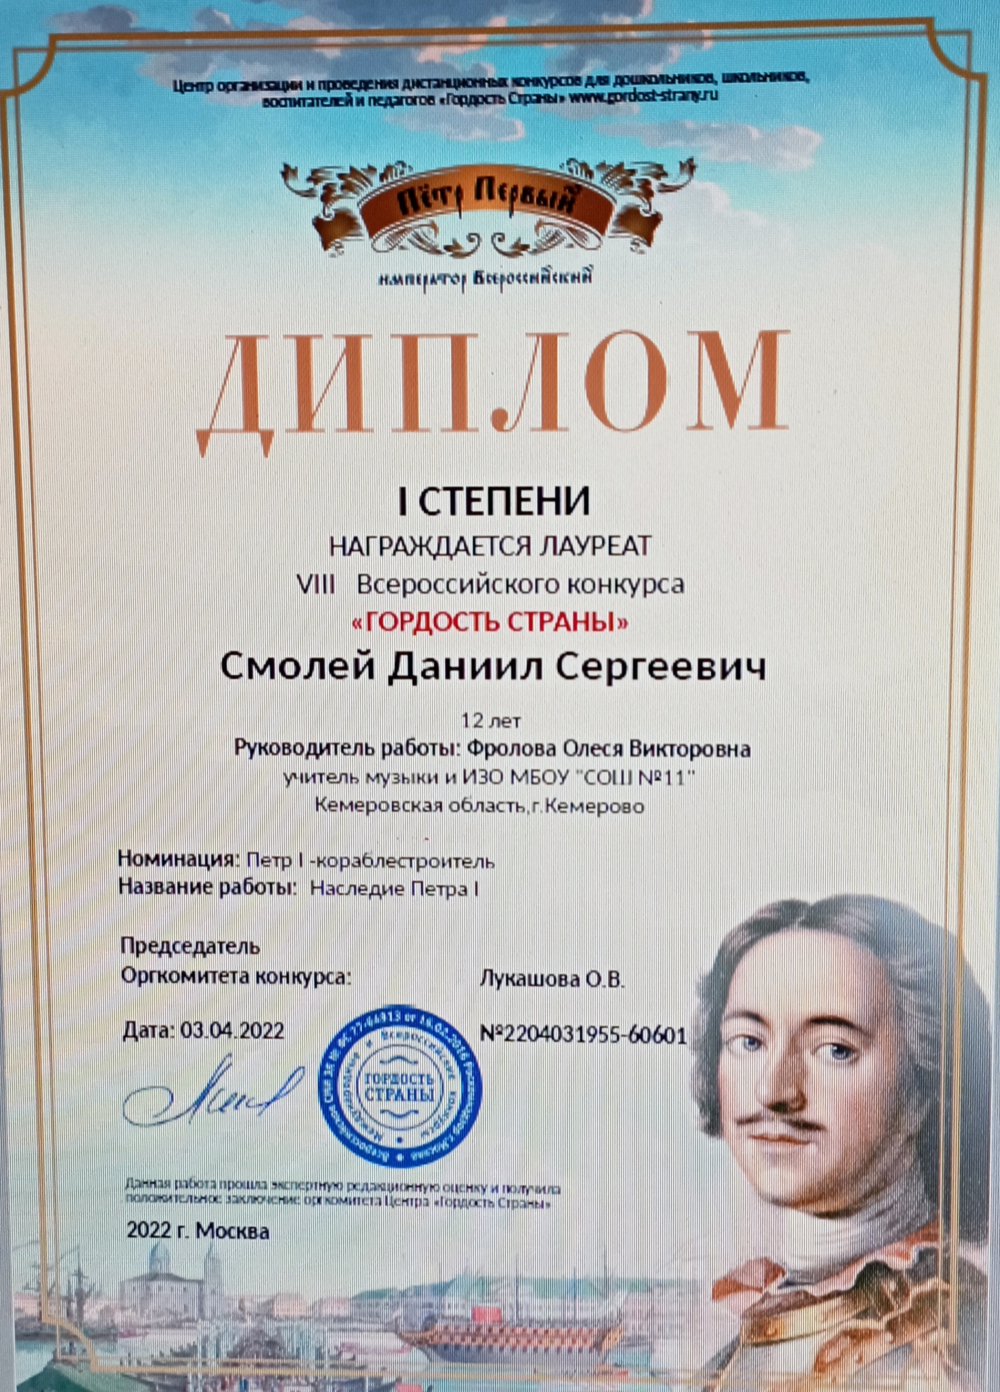 Центр организации и проведения дистанционных конкурсов для дошкольников, школьников,
воспитателей и педагогов «Гордость Страны» www.gordost-strany.ru
Пётр Первый
император Всероссийский
ДИПЛОМ
I СТЕПЕНИ
НАГРАЖДАЕТСЯ ЛАУРЕАТ
VIII Всероссийского конкурса
«ГОРДОСТЬ СТРАНЫ»
Смолей Даниил Сергеевич
12 лет
Руководитель работы: Фролова Олеся Викторовна
учитель музыки и ИЗО МБОУ "СОШ №11"
Кемеровская область,г.Кемерово
Номинация: Петр I -кораблестроитель
Название работы: Наследие Петра I
Председатель
Оргкомитета конкурса: Лукашова О.В.
Дата: 03.04.2022 №2204031955-60601
Международные и Всероссийские конкурсы
ГОРДОСТЬ
СТРАНЫ
Данная работа прошла экспертную редакционную оценку и получила
положительное заключение оргкомитета Центра «Гордость Страны»
2022 г. Москва